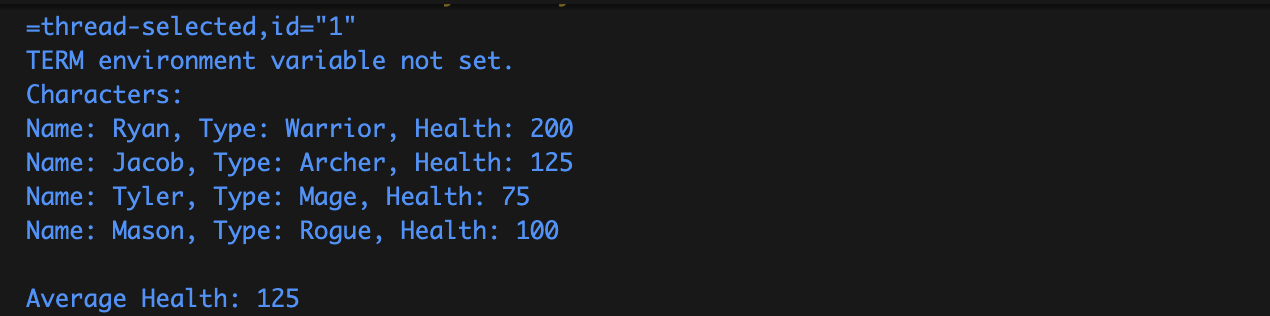 =thread-selected,id="1"
TERM environment variable not set.
Characters:
Name: Ryan, Type: Warrior, Health: 200
Name: Jacob, Type: Archer, Health: 125
Name: Tyler, Type: Mage, Health: 75
Name: Mason, Type: Rogue, Health: 100
Average Health: 125